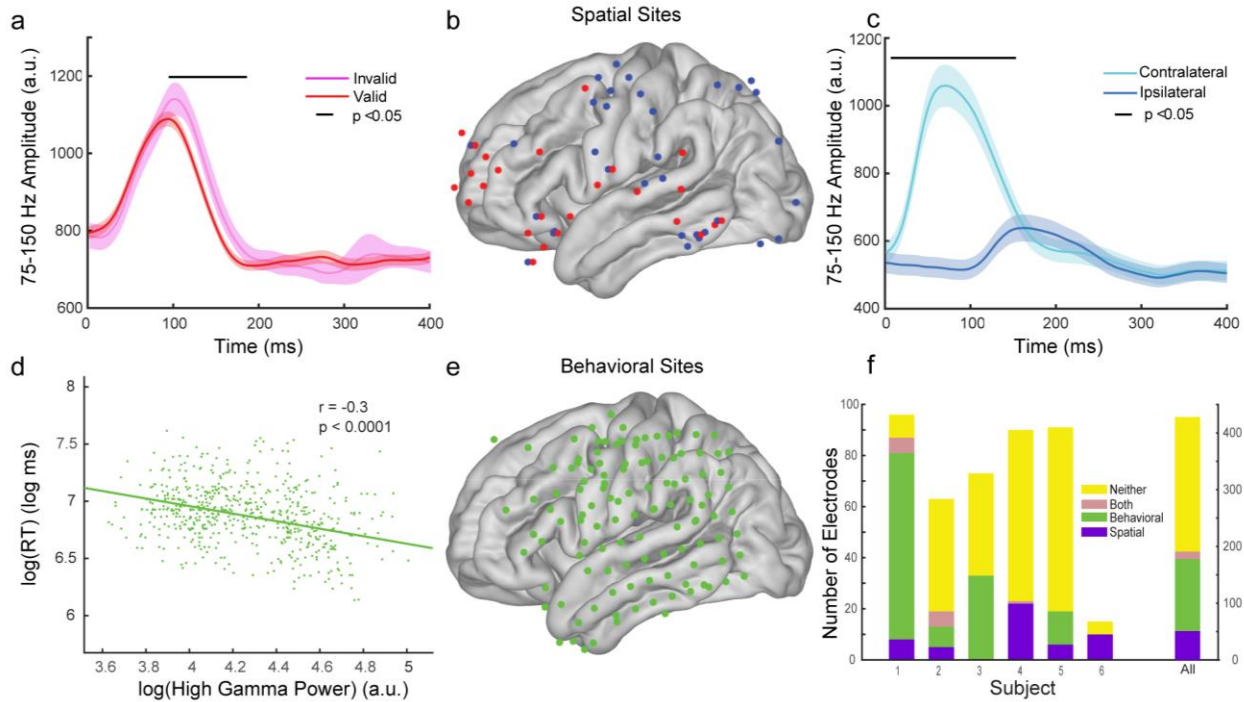 a
75-150 Hz Amplitude (a.u.)
1200
1000
800
600
0
100
200
300
400
Time (ms)
Invalid
Valid
p <0.05
b
Spatial Sites
c
75-150 Hz Amplitude (a.u.)
1200
1000
800
600
400
0
100
200
300
400
Time (ms)
Contralateral
Ipsilateral
p <0.05
d
log(RT) (log ms)
8
7.5
7
6.5
6
r = -0.3
p < 0.0001
3.6
3.8
4
4.2
4.4
4.6
4.8
5
log(High Gamma Power) (a.u.)
e
Behavioral Sites
f
Number of Electrodes
100
80
60
40
20
0
Neither
Both
Behavioral
Spatial
400
300
200
100
0
1
2
3
4
5
6
All
Subject